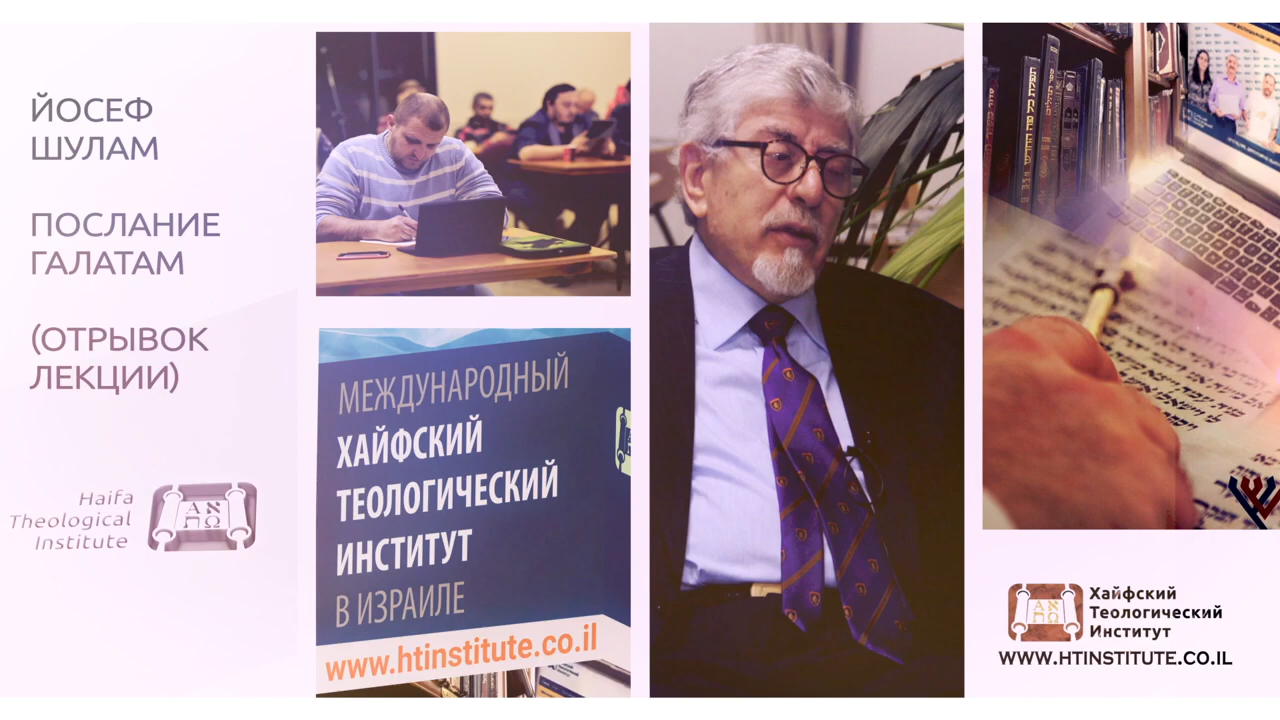 ЙОСЕФ
ШУЛАМ
ПОСЛАНИЕ
ГАЛАТАМ
(ОТРЫВОК
ЛЕКЦИИ)
Haifa
Theological
Institute
МЕЖДУНАРОДНЫЙ
ХАЙФСКИЙ
ТЕОЛОГИЧЕСКИЙ
ИНСТИТУТ
В ИЗРАИЛЕ
www.htinstitute.co.il
Хайфский
Теологический
Институт
WWW.HTINSTITUTE.CO.IL